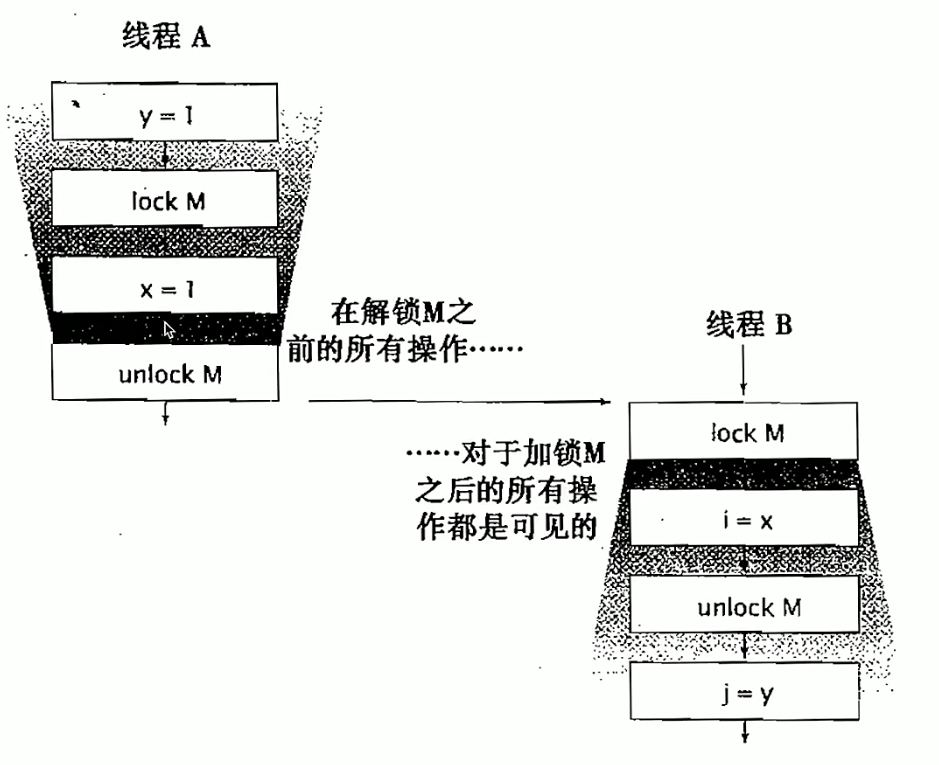 线程 A
y = 1
lock M
x = 1
unlock M
在解锁M之
前的所有操作……
线程 B
lock M
……对于加锁M
之后的所有操
作都是可见的
i = x
unlock M
j = y